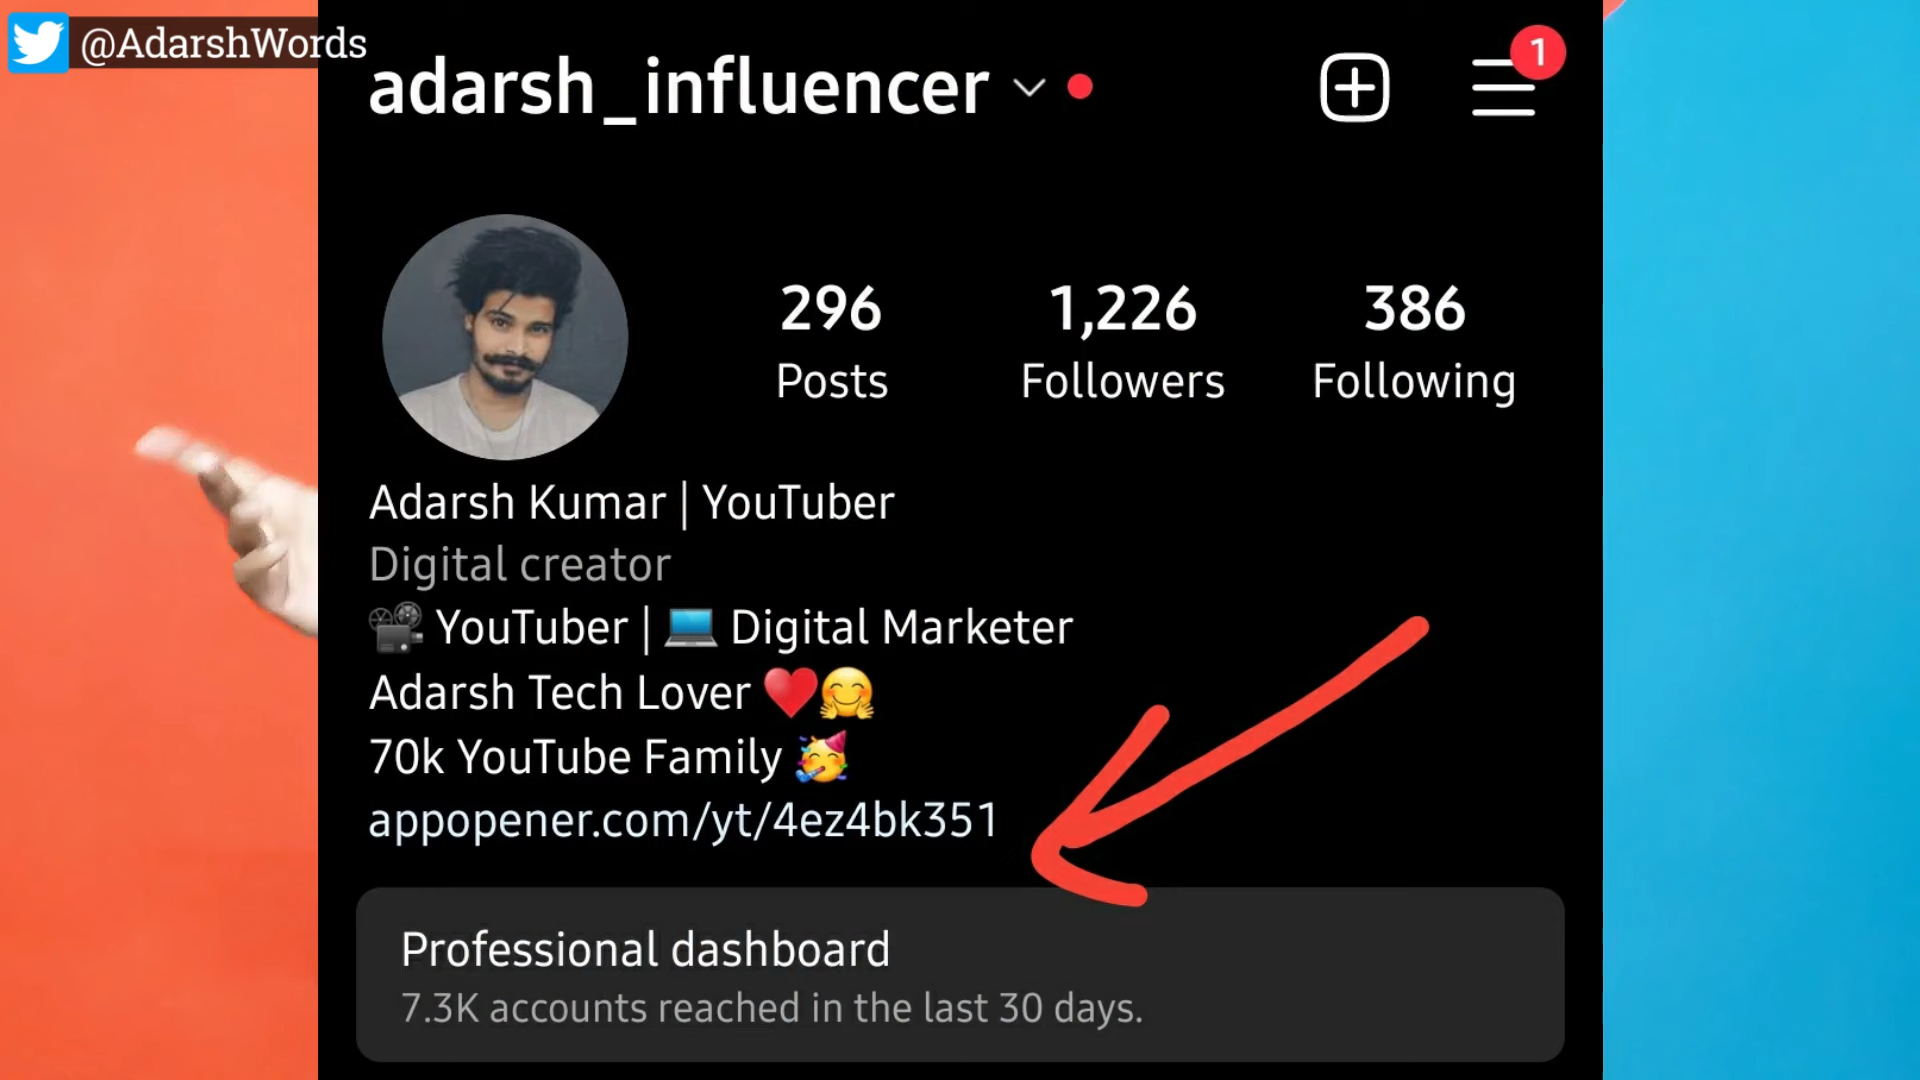 @AdarshWords
adarsh_influencer
1
296
1,226
386
Posts
Followers
Following
Adarsh Kumar | YouTuber
Digital creator
🎥 YouTuber | 💻 Digital Marketer
Adarsh Tech Lover ❤️🤗
70k YouTube Family 🥳
appopener.com/yt/4ez4bk351
Professional dashboard
7.3K accounts reached in the last 30 days.